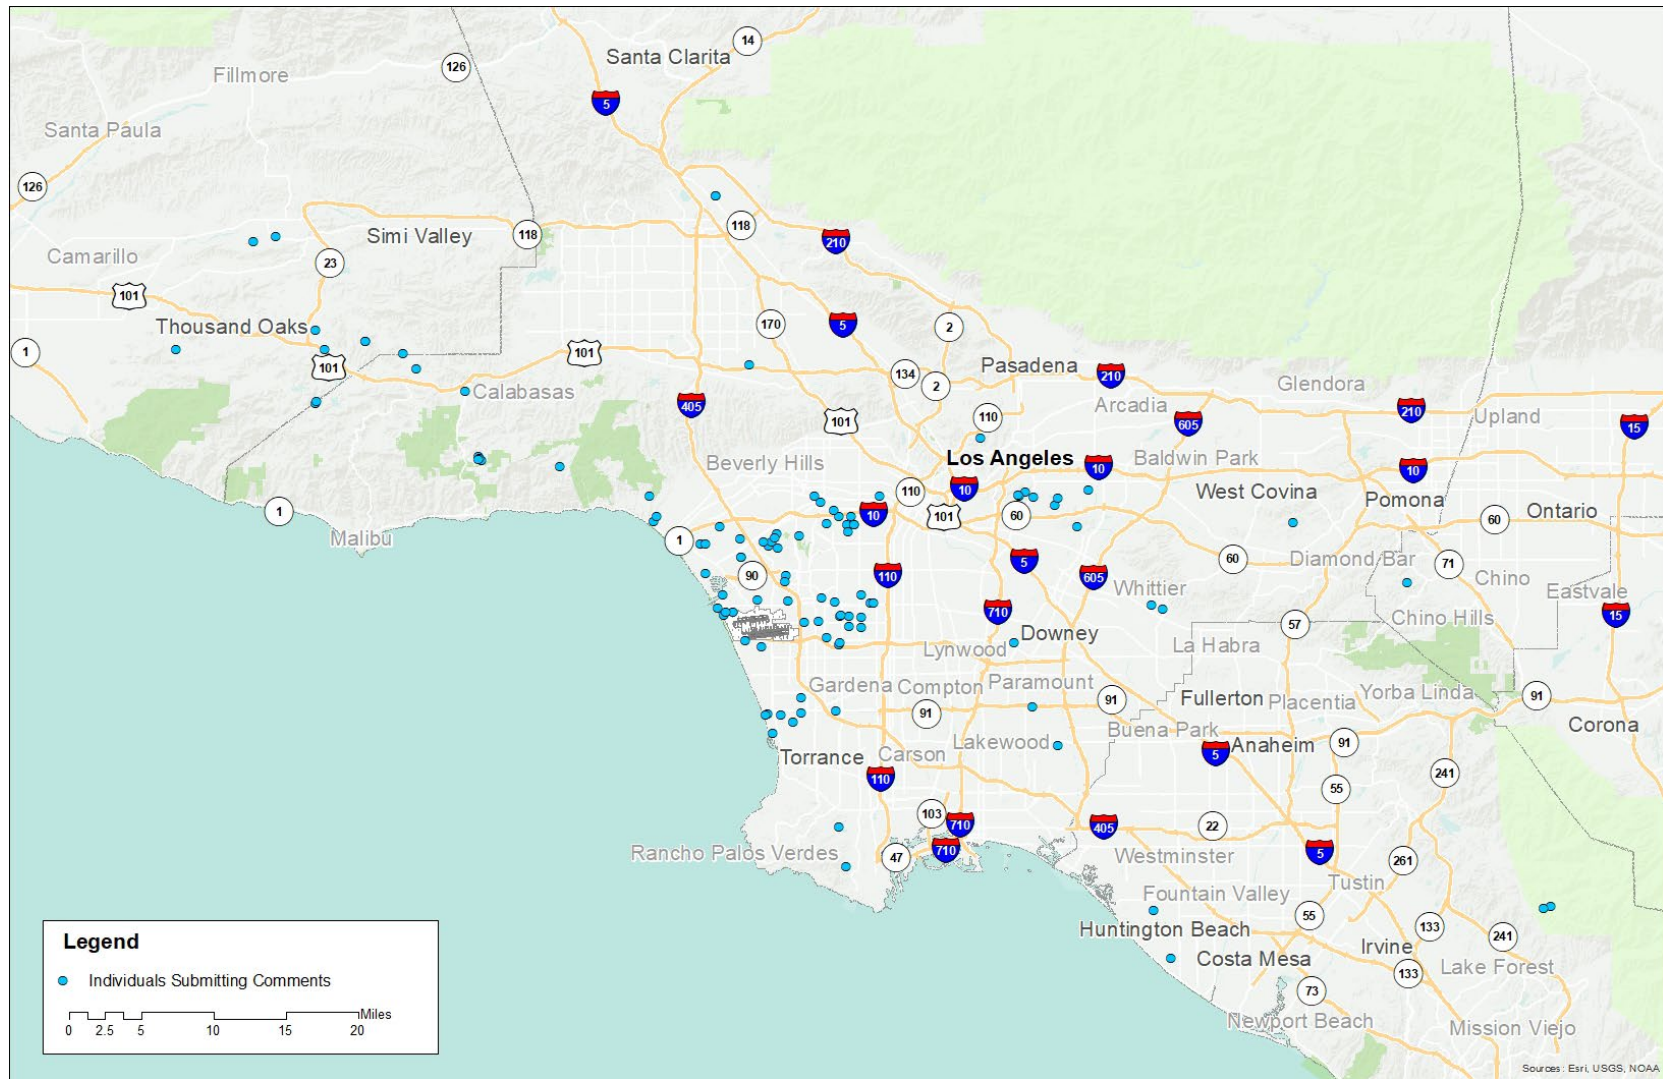 Santa Clarita
14
126
Fillmore
5
Santa Paula
126
118
210
Simi Valley
118
Camarillo
23
101
Thousand Oaks
170
5
2
1
101
101
Pasadena
134
2
210
Calabasas
405
Glendora
Arcadia
210
Upland
110
101
605
15
Los Angeles
Beverly Hills
Baldwin Park
10
10
West Covina
Pomona
110
10
10
101
60
Ontario
60
1
Malibu
1
5
60
Diamond Bar
71
90
110
605
Whittier
Chino
Eastvale
710
Downey
Chino Hills
15
57
Lynwood
La Habra
Gardena
Compton
Paramount
Fullerton
Placentia
Yorba Linda
91
91
91
Buena Park
Corona
Torrance
Carson
Lakewood
5
Anaheim
91
110
241
55
103
710
405
22
Rancho Palos Verdes
47
710
Westminster
5
261
Tustin
Fountain Valley
55
Huntington Beach
133
Irvine
241
Costa Mesa
133
Lake Forest
73
Newport Beach
Mission Viejo
Legend
Individuals Submitting Comments
Miles
0 2.5 5 10 15 20
Sources: Esri, USGS, NOAA